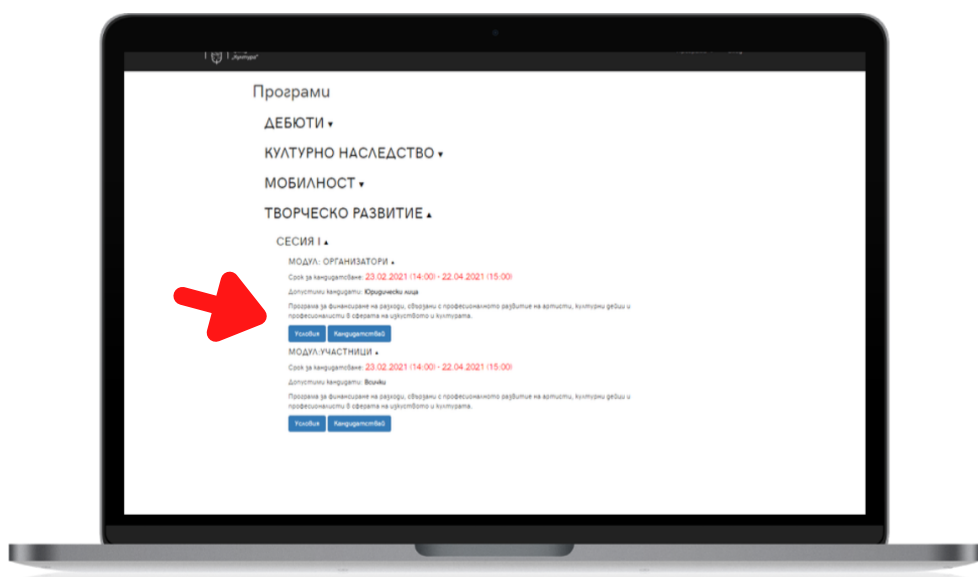 „Култура“
Програми
ДЕБЮТИ ▾
КУЛТУРНО НАСЛЕДСТВО ▾
МОБИЛНОСТ ▾
ТВОРЧЕСКО РАЗВИТИЕ ▴
СЕСИЯ I ▴
МОДУЛ: ОРГАНИЗАТОРИ ▴
Срок за кандидатстване: 23.02.2021 (14:00) - 22.04.2021 (15:00)
Допустими кандидати: Юридически лица
Програма за финансиране на разходи, свързани с професионалното развитие на артисти, културни дейци и
професионалисти в сферата на изкуството и културата.
Условия Кандидатствай
МОДУЛ:УЧАСТНИЦИ ▴
Срок за кандидатстване: 23.02.2021 (14:00) - 22.04.2021 (15:00)
Допустими кандидати: Всички
Програма за финансиране на разходи, свързани с професионалното развитие на артисти, културни дейци и
професионалисти в сферата на изкуството и културата.
Условия Кандидатствай